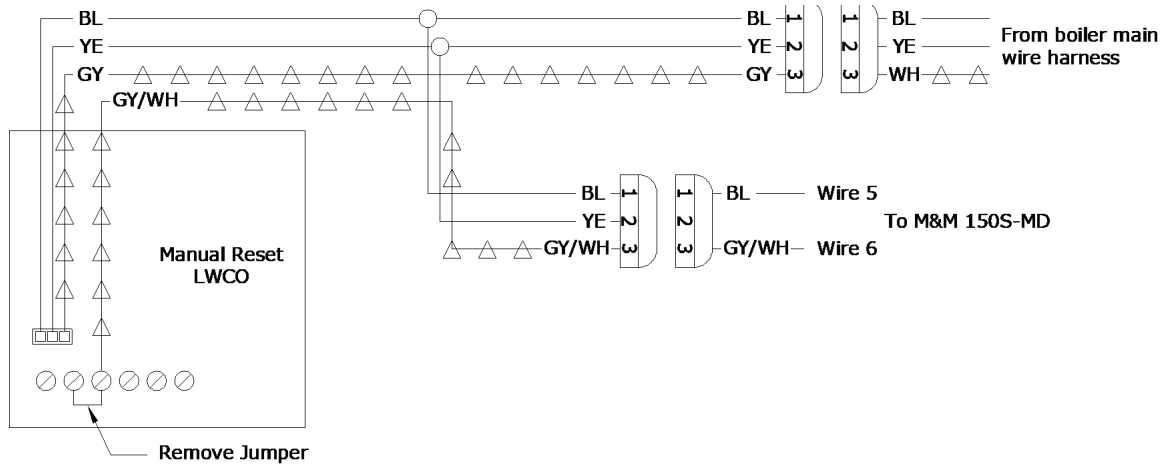 BL BL 1 1 BL
YE YE 2 2 YE
GY GY 3 3 WH
From boiler main
wire harness
GY/WH
BL 1 1 BL Wire 5
YE 2 2
To M&M 150S-MD
GY/WH 3 3 GY/WH Wire 6
Manual Reset
LWCO
Remove Jumper